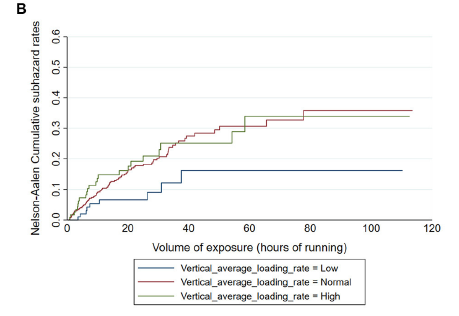 B
Nelson-Aalen Cumulative subhazard rates
0.6
0.5
0.4
0.3
0.2
0.1
0.0
0 20 40 60 80 100 120
Volume of exposure (hours of running)
Vertical_average_loading_rate = Low
Vertical_average_loading_rate = Normal
Vertical_average_loading_rate = High